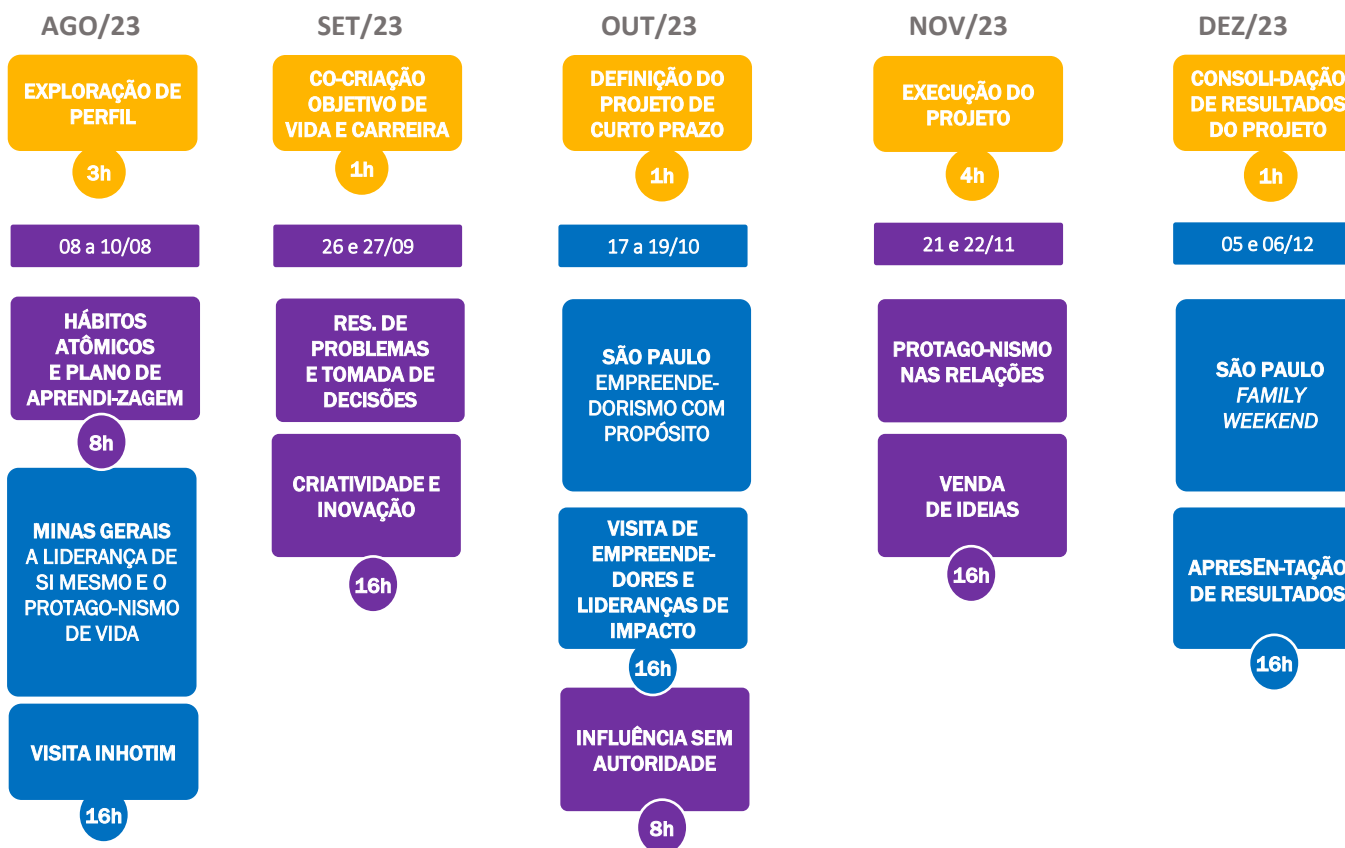 AGO/23
EXPLORAÇÃO DE
PERFIL
3h
08 a 10/08
HÁBITOS
ATÔMICOS
E PLANO DE
APRENDI-ZAGEM
8h
MINAS GERAIS
A LIDERANÇA DE
SI MESMO E O
PROTAGO-NISMO
DE VIDA
VISITA INHOTIM
16h
SET/23
CO-CRIAÇÃO
OBJETIVO DE
VIDA E CARREIRA
1h
26 e 27/09
RES. DE
PROBLEMAS
E TOMADA DE
DECISÕES
CRIATIVIDADE E
INOVAÇÃO
16h
OUT/23
DEFINIÇÃO DO
PROJETO DE
CURTO PRAZO
1h
17 a 19/10
SÃO PAULO
EMPREENDE-
DORISMO COM
PROPÓSITO
VISITA DE
EMPREENDE-
DORES E
LIDERANÇAS DE
IMPACTO
16h
INFLUÊNCIA SEM
AUTORIDADE
8h
NOV/23
EXECUÇÃO DO
PROJETO
4h
21 e 22/11
PROTAGO-NISMO
NAS RELAÇÕES
VENDA
DE IDEIAS
16h
DEZ/23
CONSOLI-DAÇÃO
DE RESULTADOS
DO PROJETO
1h
05 e 06/12
SÃO PAULO
FAMILY
WEEKEND
APRESEN-TAÇÃO
DE RESULTADOS
16h